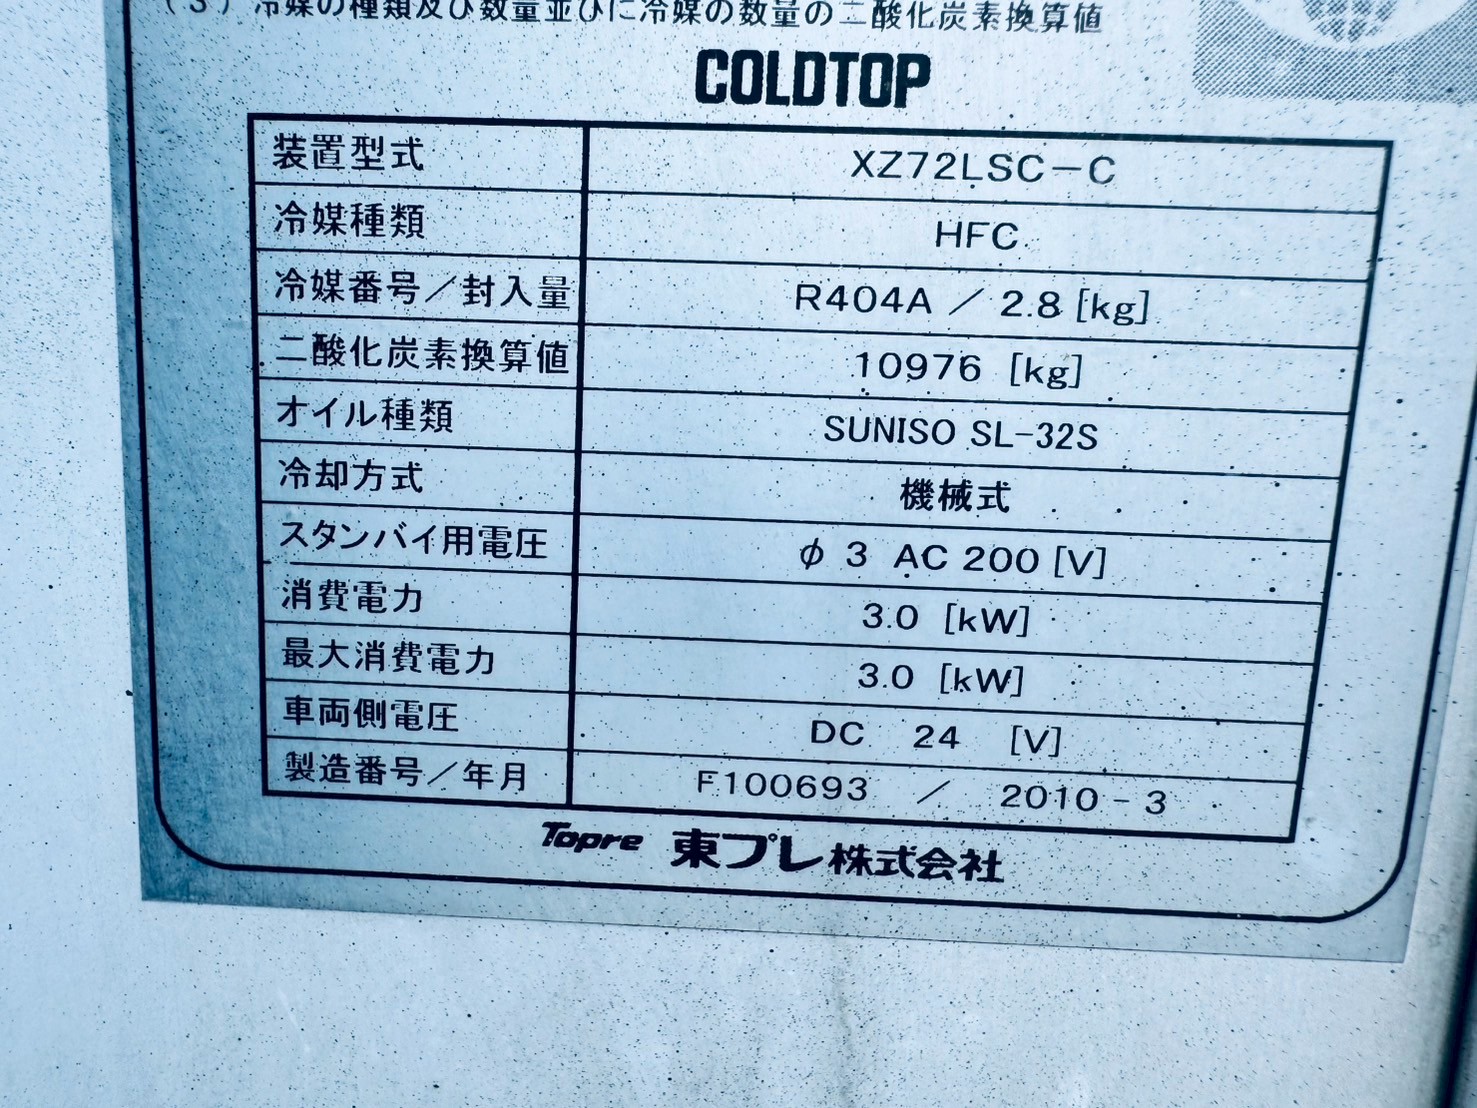 (3) 冷媒の種類及び数量並びに冷媒の数量の二酸化炭素換算値
COLDTOP
装置型式 XZ72LSC-C
冷媒種類 HFC
冷媒番号/封入量 R404A / 2.8 [kg]
二酸化炭素換算値 10976 [kg]
オイル種類 SUNISO SL-32S
冷却方式 機械式
スタンバイ用電圧 φ 3 AC 200 [V]
消費電力 3.0 [kW]
最大消費電力 3.0 [kW]
車両側電圧 DC 24 [V]
製造番号/年月 F100693 / 2010 - 3
Topre 東プレ株式会社